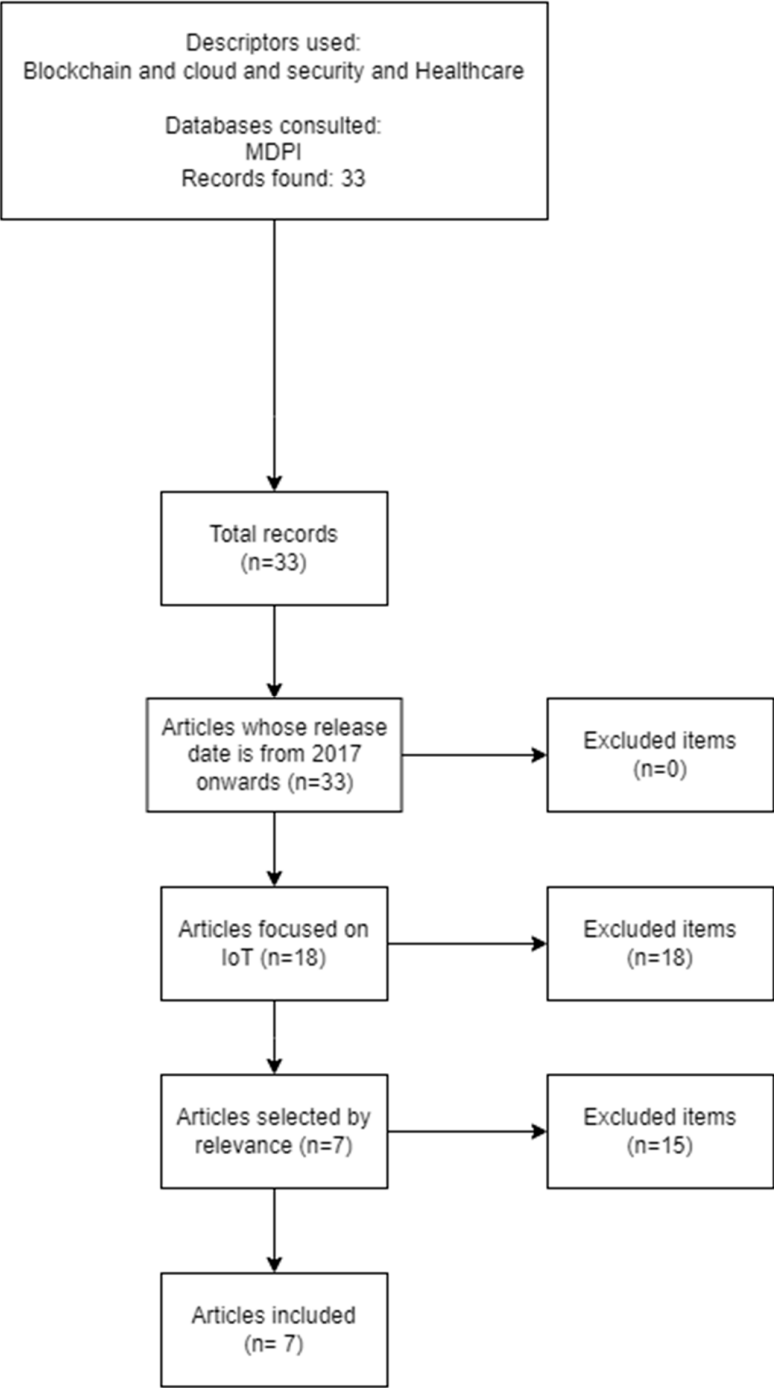 Descriptors used:
Blockchain and cloud and security and Healthcare
Databases consulted:
MDPI
Records found: 33
Total records
(n=33)
Articles whose release
date is from 2017
onwards (n=33)
Excluded items
(n=0)
Articles focused on
IoT (n=18)
Excluded items
(n=18)
Articles selected by
relevance (n=7)
Excluded items
(n=15)
Articles included
(n= 7)